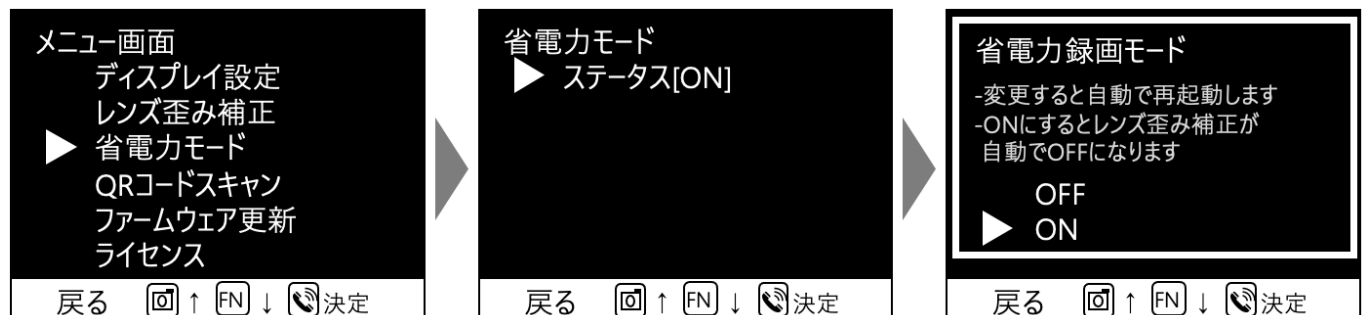 メニュー画面
ディスプレイ設定
レンズ歪み補正
省電力モード
QRコードスキャン
ファームウェア更新
ライセンス
戻る ↑ FN ↓ 決定
省電力モード
ステータス[ON]
戻る ↑ FN ↓ 決定
省電力録画モード
-変更すると自動で再起動します
-ONにするとレンズ歪み補正が
自動でOFFになります
OFF
ON
戻る ↑ FN ↓ 決定